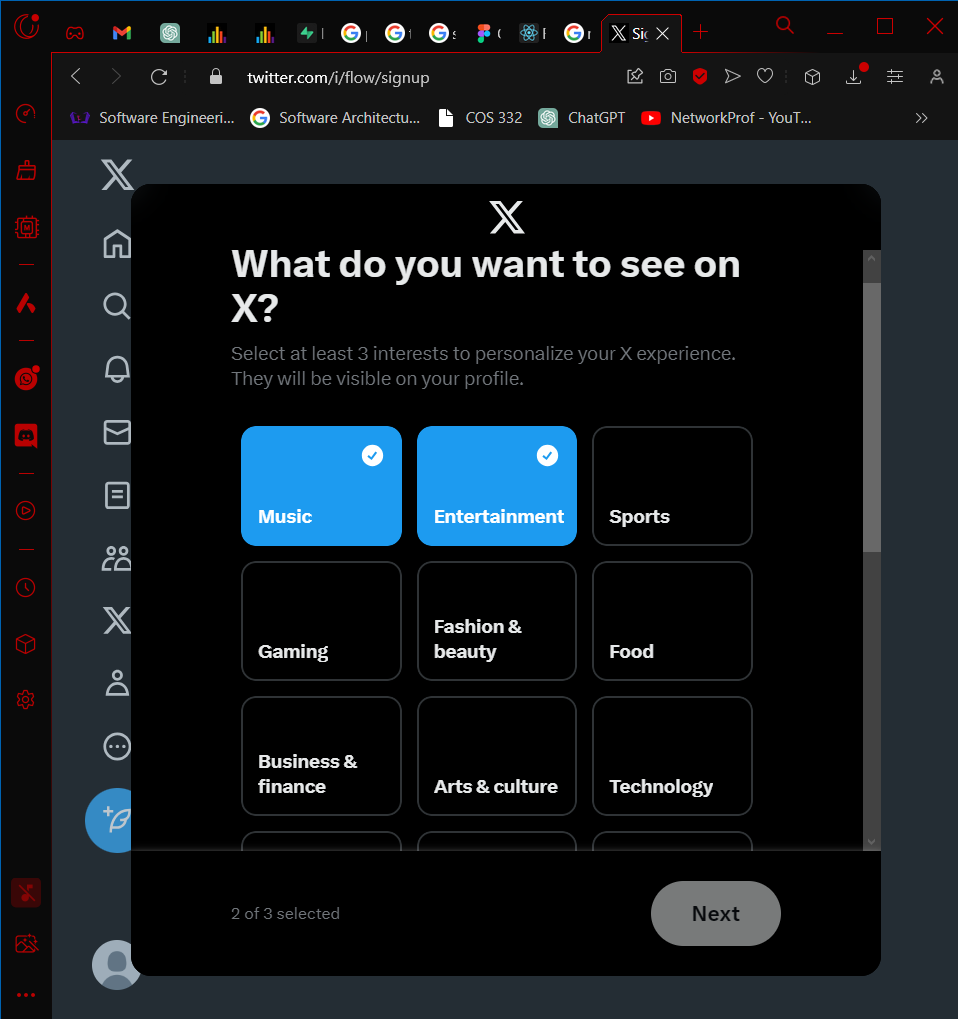 Sig
twitter.com/i/flow/signup
Software Engineeri...
Software Architectu...
COS 332
ChatGPT
NetworkProf - YouT...
X
What do you want to see on
X?
Select at least 3 interests to personalize your X experience.
They will be visible on your profile.
Music
Entertainment
Sports
Gaming
Fashion &
beauty
Food
Business &
finance
Arts & culture
Technology
2 of 3 selected
Next